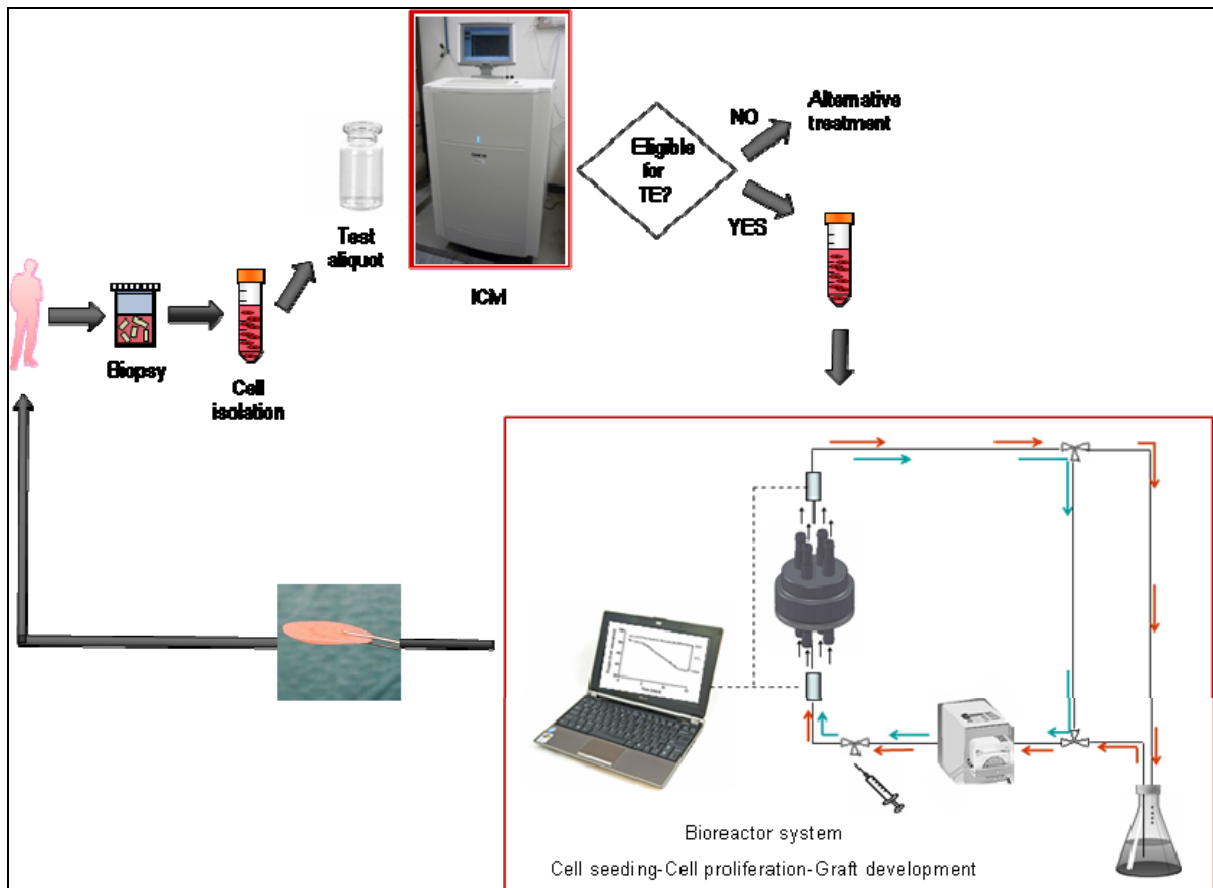 NO
Alternative
treatment
Eligible
for
TE?
YES
Test
aliquot
ICM
Biopsy
Cell
isolation
Bioreactor system
Cell seeding-Cell proliferation-Graft development